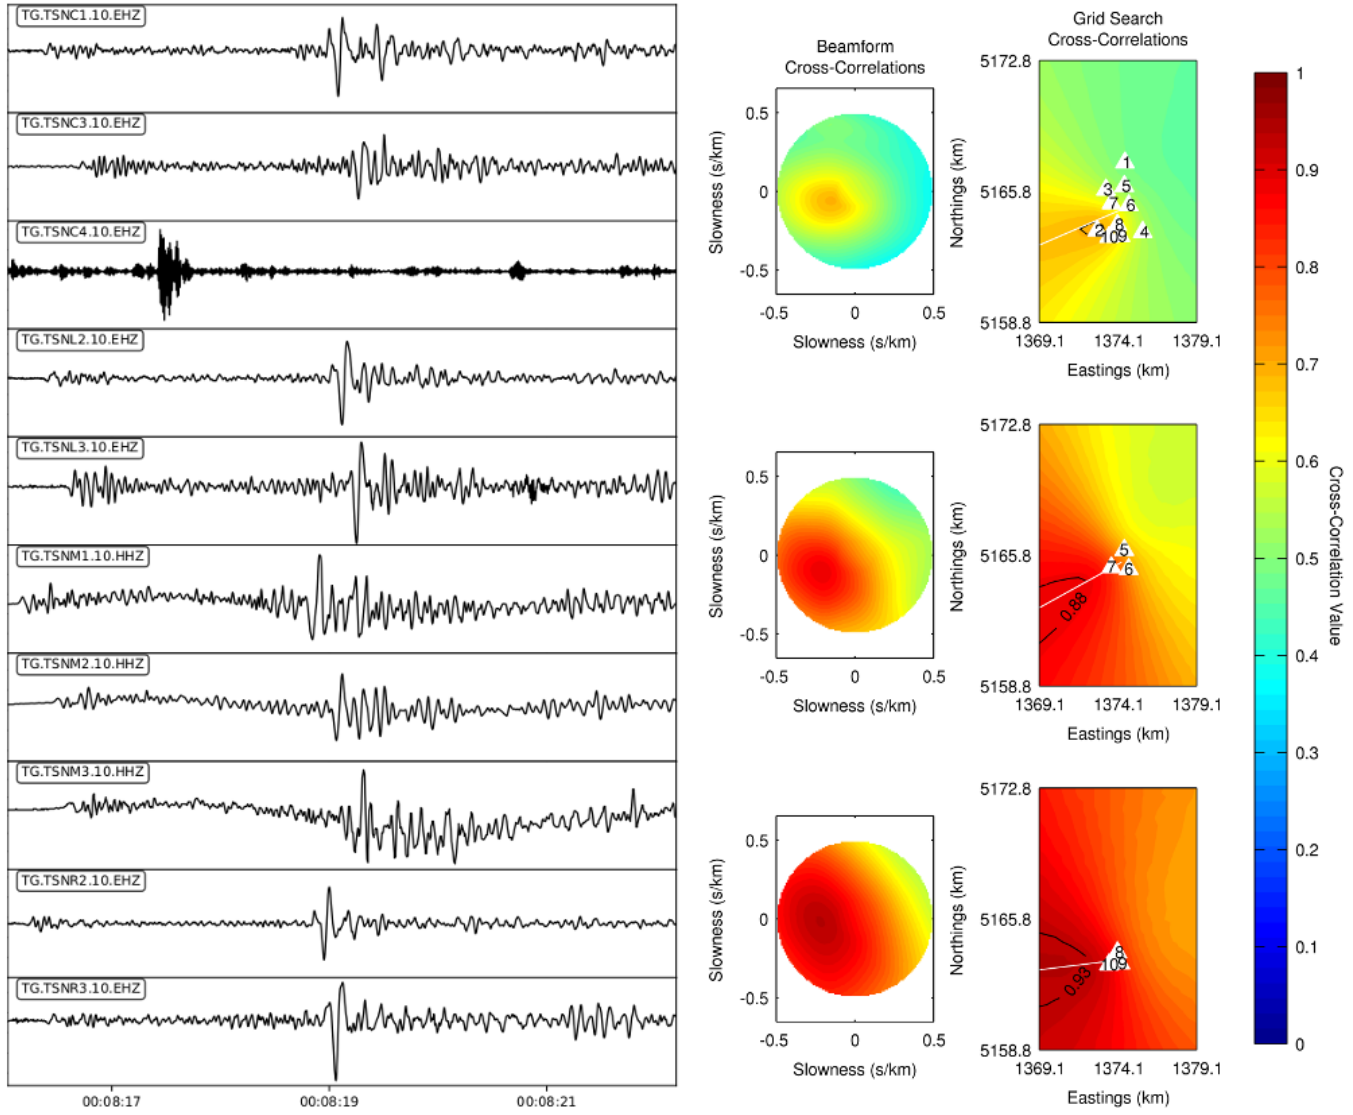 TG.TSNC1.10.EHZ
TG.TSNC3.10.EHZ
TG.TSNC4.10.EHZ
TG.TSNL2.10.EHZ
TG.TSNL3.10.EHZ
TG.TSNM1.10.HHZ
TG.TSNM2.10.HHZ
TG.TSNM3.10.HHZ
TG.TSNR2.10.EHZ
TG.TSNR3.10.EHZ
00:08:17
00:08:19
00:08:21
Beamform
Cross-Correlations
Slowness (s/km)
0.5
0
-0.5
-0.5
0
0.5
Slowness (s/km)
Grid Search
Cross-Correlations
Northings (km)
5172.8
5165.8
5158.8
1
3
5
7
6
2
8
4
109
1369.1
1374.1
1379.1
Eastings (km)
Slowness (s/km)
0.5
0
-0.5
-0.5
0
0.5
Slowness (s/km)
Northings (km)
5172.8
5165.8
5158.8
5
7
6
0.88
1369.1
1374.1
1379.1
Eastings (km)
Slowness (s/km)
0.5
0
-0.5
-0.5
0
0.5
Slowness (s/km)
Northings (km)
5172.8
5165.8
5158.8
8
109
0.93
1369.1
1374.1
1379.1
Eastings (km)
1
0.9
0.8
0.7
0.6
0.5
0.4
0.3
0.2
0.1
0
Cross-Correlation Value